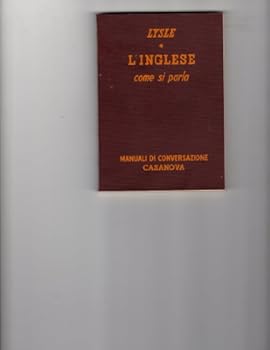 LYSLE
L'INGLESE
come si parla
MANUALI DI CONVERSAZIONE
CASANOVA